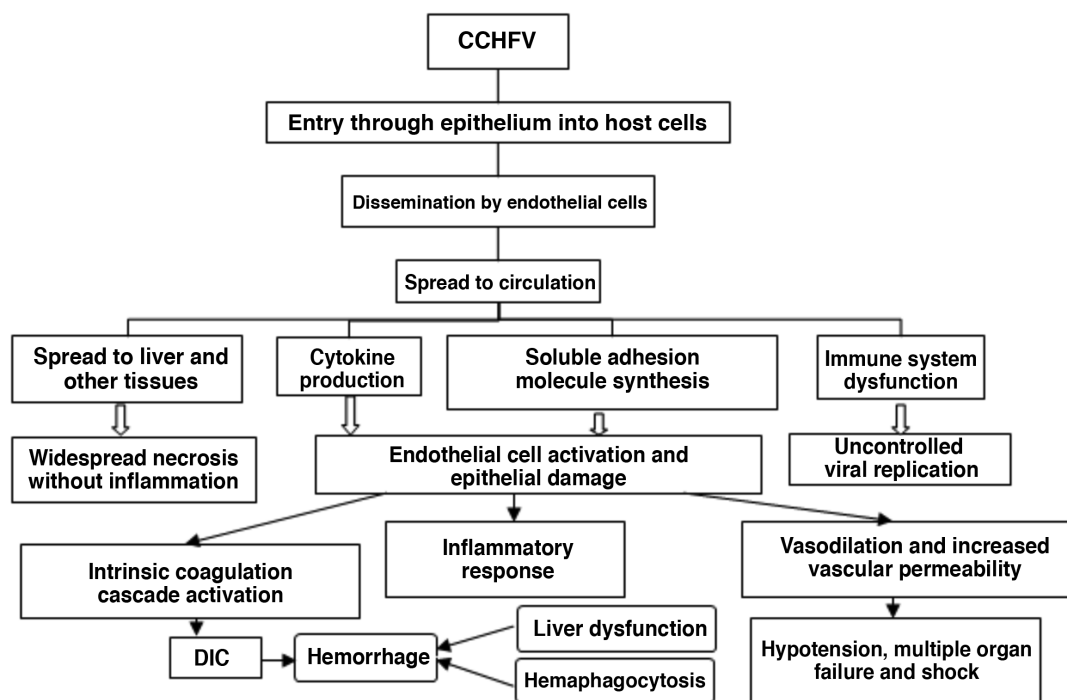 CCHFV
Entry through epithelium into host cells
Dissemination by endothelial cells
Spread to circulation
Spread to liver and
other tissues
Cytokine
production
Soluble adhesion
molecule synthesis
Immune system
dysfunction
Widespread necrosis
without inflammation
Endothelial cell activation and
epithelial damage
Uncontrolled
viral replication
Intrinsic coagulation
cascade activation
Inflammatory
response
Vasodilation and increased
vascular permeability
DIC
Hemorrhage
Liver dysfunction
Hemaphagocytosis
Hypotension, multiple organ
failure and shock